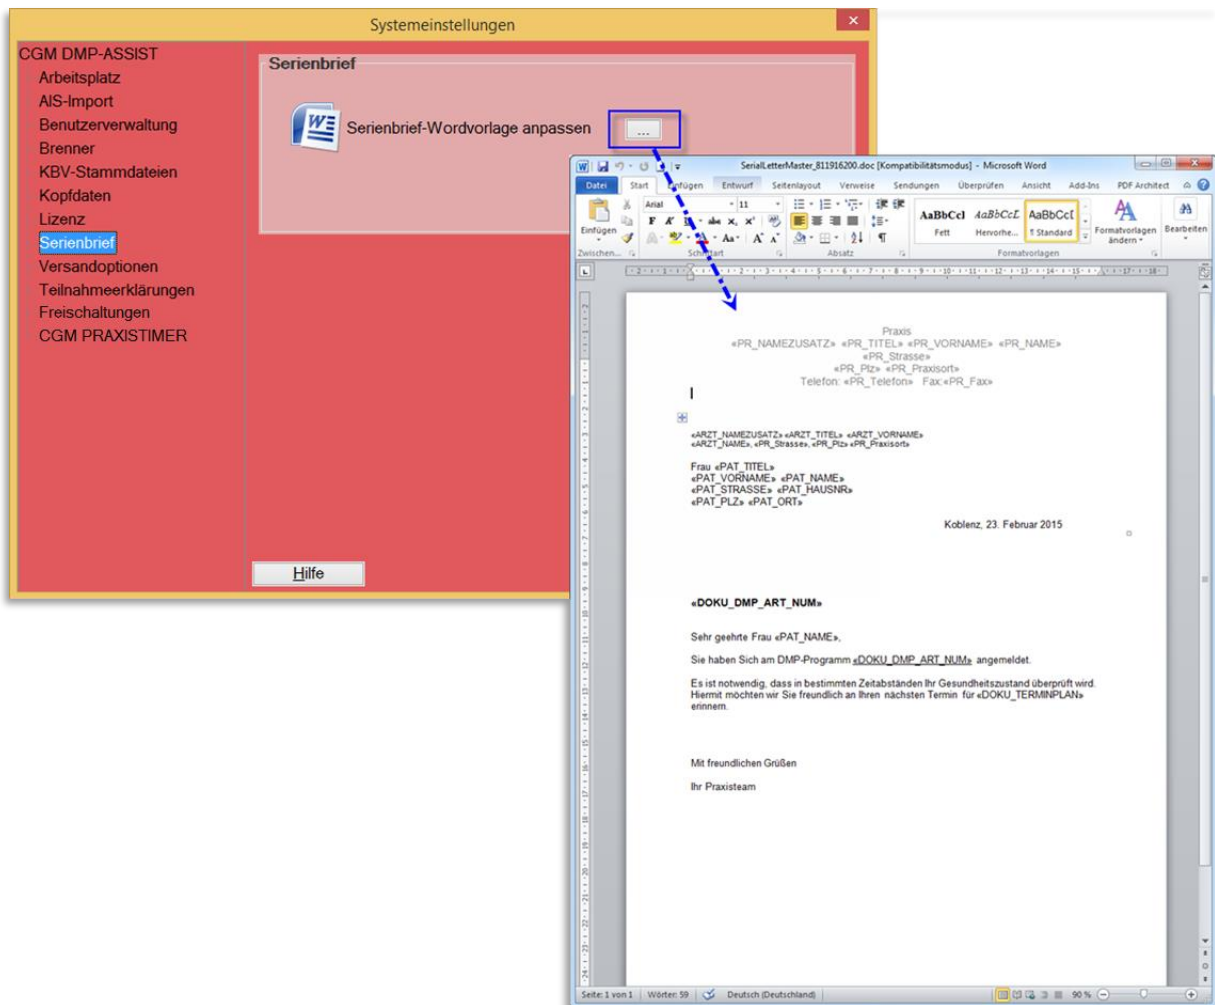 Systemeinstellungen
CGM DMP-ASSIST
Arbeitsplatz
AIS-Import
Benutzerverwaltung
Brenner
KBV-Stammdateien
Kopfdaten
Lizenz
Serienbrief
Versandoptionen
Teilnahmeerklärungen
Freischaltungen
CGM PRAXISTIMER
Serienbrief
Serienbrief-Wordvorlage anpassen
...
Hilfe
SerialLetterMaster_811916200.doc [Kompatibilitätsmodus] - Microsoft Word
Datei Start Einfügen Entwurf Seitenlayout Verweise Sendungen Überprüfen Ansicht Add-Ins PDF Architect
Arial 11
Einfügen
AaBbCcI AaBbCcL AaBbCcI
Fett Hervorhe... ¶ Standard
Formatvorlagen ändern
Bearbeiten
Zwischen... Schriftart Absatz Formatvorlagen
Praxis
«PR_NAMEZUSATZ» «PR_TITEL» «PR_VORNAME» «PR_NAME»
«PR_Strasse»
«PR_Plz» «PR_Praxisort»
Telefon: «PR_Telefon» Fax:«PR_Fax»
«ARZT_NAMEZUSATZ» «ARZT_TITEL» «ARZT_VORNAME»
«ARZT_NAME», «PR_Strasse», «PR_Plz» «PR_Praxisort»
Frau «PAT_TITEL»
«PAT_VORNAME» «PAT_NAME»
«PAT_STRASSE» «PAT_HAUSNR»
«PAT_PLZ» «PAT_ORT»
Koblenz, 23. Februar 2015
«DOKU_DMP_ART_NUM»
Sehr geehrte Frau «PAT_NAME»,
Sie haben Sich am DMP-Programm «DOKU_DMP_ART_NUM» angemeldet.
Es ist notwendig, dass in bestimmten Zeitabständen Ihr Gesundheitszustand überprüft wird.
Hiermit möchten wir Sie freundlich an Ihren nächsten Termin für «DOKU_TERMINPLAN»
erinnern.
Mit freundlichen Grüßen
Ihr Praxisteam
Seite: 1 von 1 Wörter: 59 Deutsch (Deutschland) 90 %